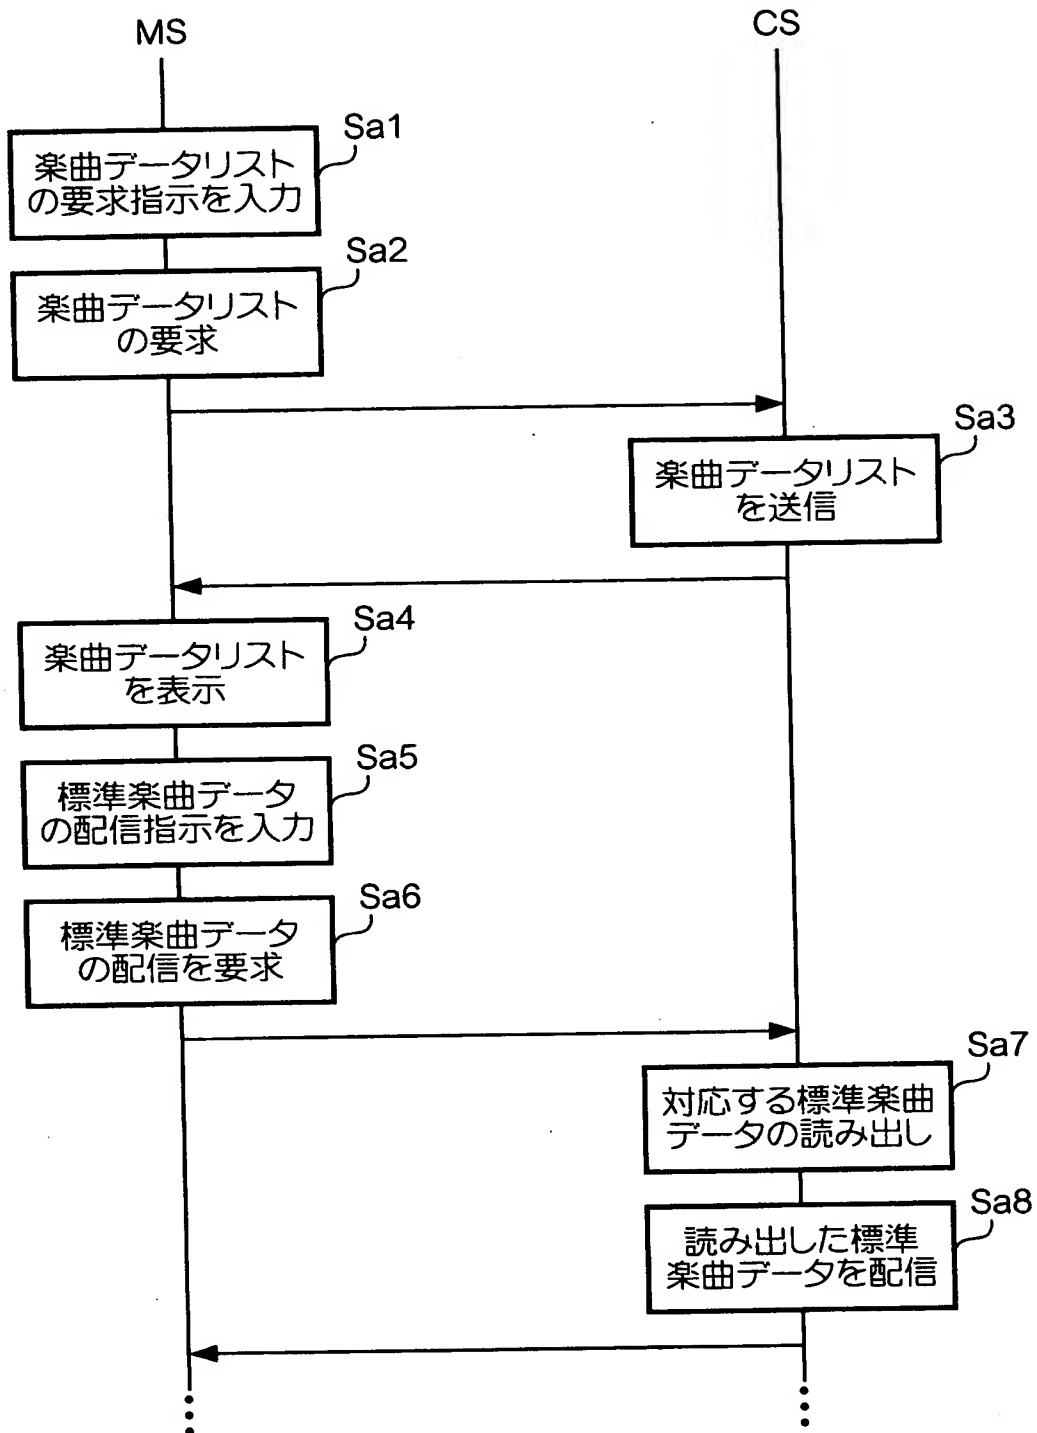 MS
CS
Sa1
楽曲データリスト
の要求指示を入力
Sa2
楽曲データリスト
の要求
Sa3
楽曲データリスト
を送信
Sa4
楽曲データリスト
を表示
Sa5
標準楽曲データ
の配信指示を入力
Sa6
標準楽曲データ
の配信を要求
Sa7
対応する標準楽曲
データの読み出し
Sa8
読み出した標準
楽曲データを配信